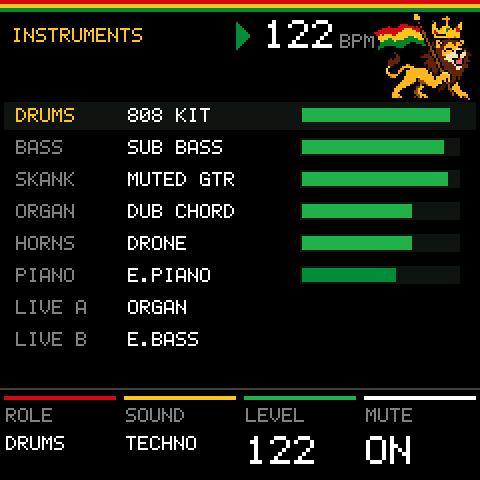 INSTRUMENTS 122 BPM
DRUMS 808 KIT
BASS SUB BASS
SKANK MUTED GTR
ORGAN DUB CHORD
HORNS DRONE
PIANO E.PIANO
LIVE A ORGAN
LIVE B E.BASS
ROLE SOUND LEVEL MUTE
DRUMS TECHNO 122 ON